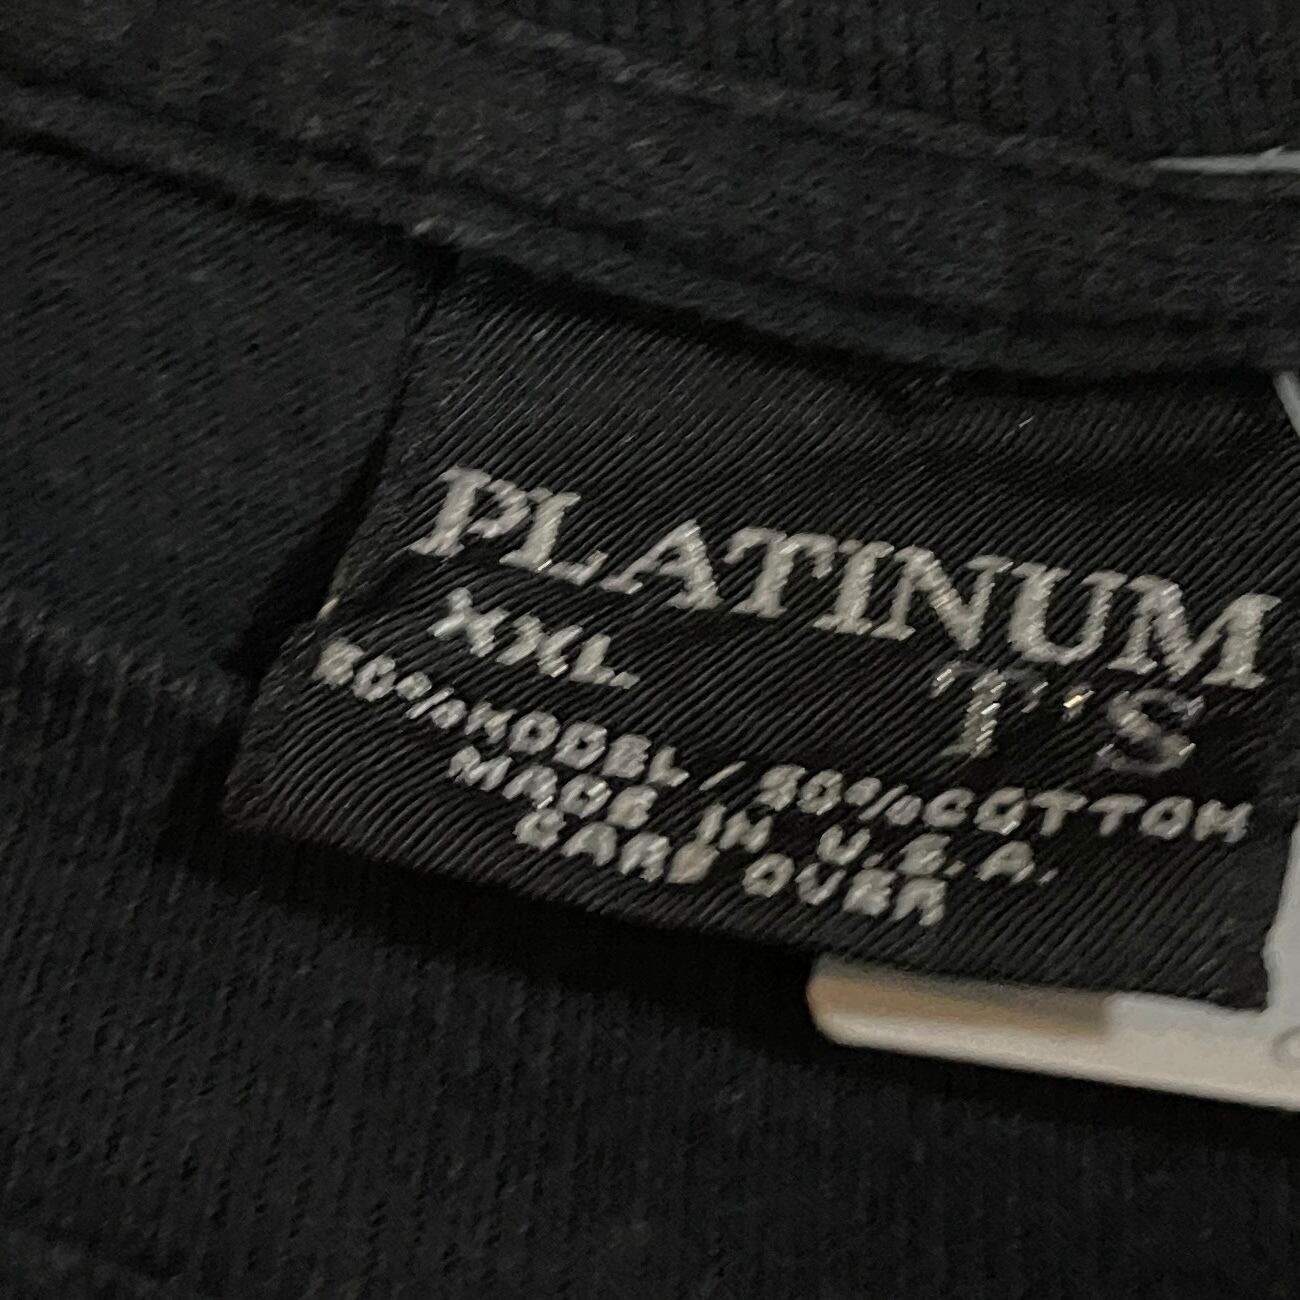 PLATINUM
T'S
XXL
50%MODEL / 50%COTTON
MADE IN U.S.A.
CARE OVER